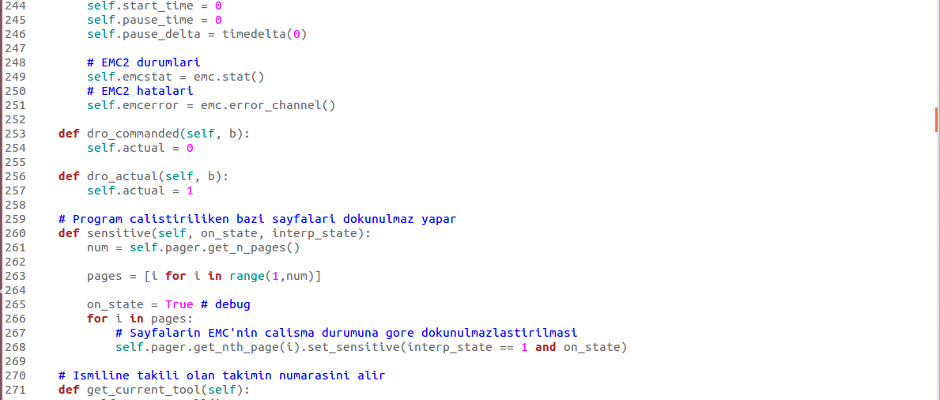 244         self.start_time = 0
245         self.pause_time = 0
246         self.pause_delta = timedelta(0)
247
248         # EMC2 durumlari
249         self.emcstat = emc.stat()
250         # EMC2 hatalari
251         self.emcerror = emc.error_channel()
252
253     def dro_commanded(self, b):
254         self.actual = 0
255
256     def dro_actual(self, b):
257         self.actual = 1
258
259     # Program calistiriliken bazi sayfalari dokunulmaz yapar
260     def sensitive(self, on_state, interp_state):
261         num = self.pager.get_n_pages()
262
263         pages = [i for i in range(1,num)]
264
265         on_state = True # debug
266         for i in pages:
267             # Sayfalarin EMC'nin calisma durumuna gore dokunulmazlastirilmasi
268             self.pager.get_nth_page(i).set_sensitive(interp_state == 1 and on_state)
269
270     # Ismiline takili olan takimin numarasini alir
271     def get_current_tool(self):